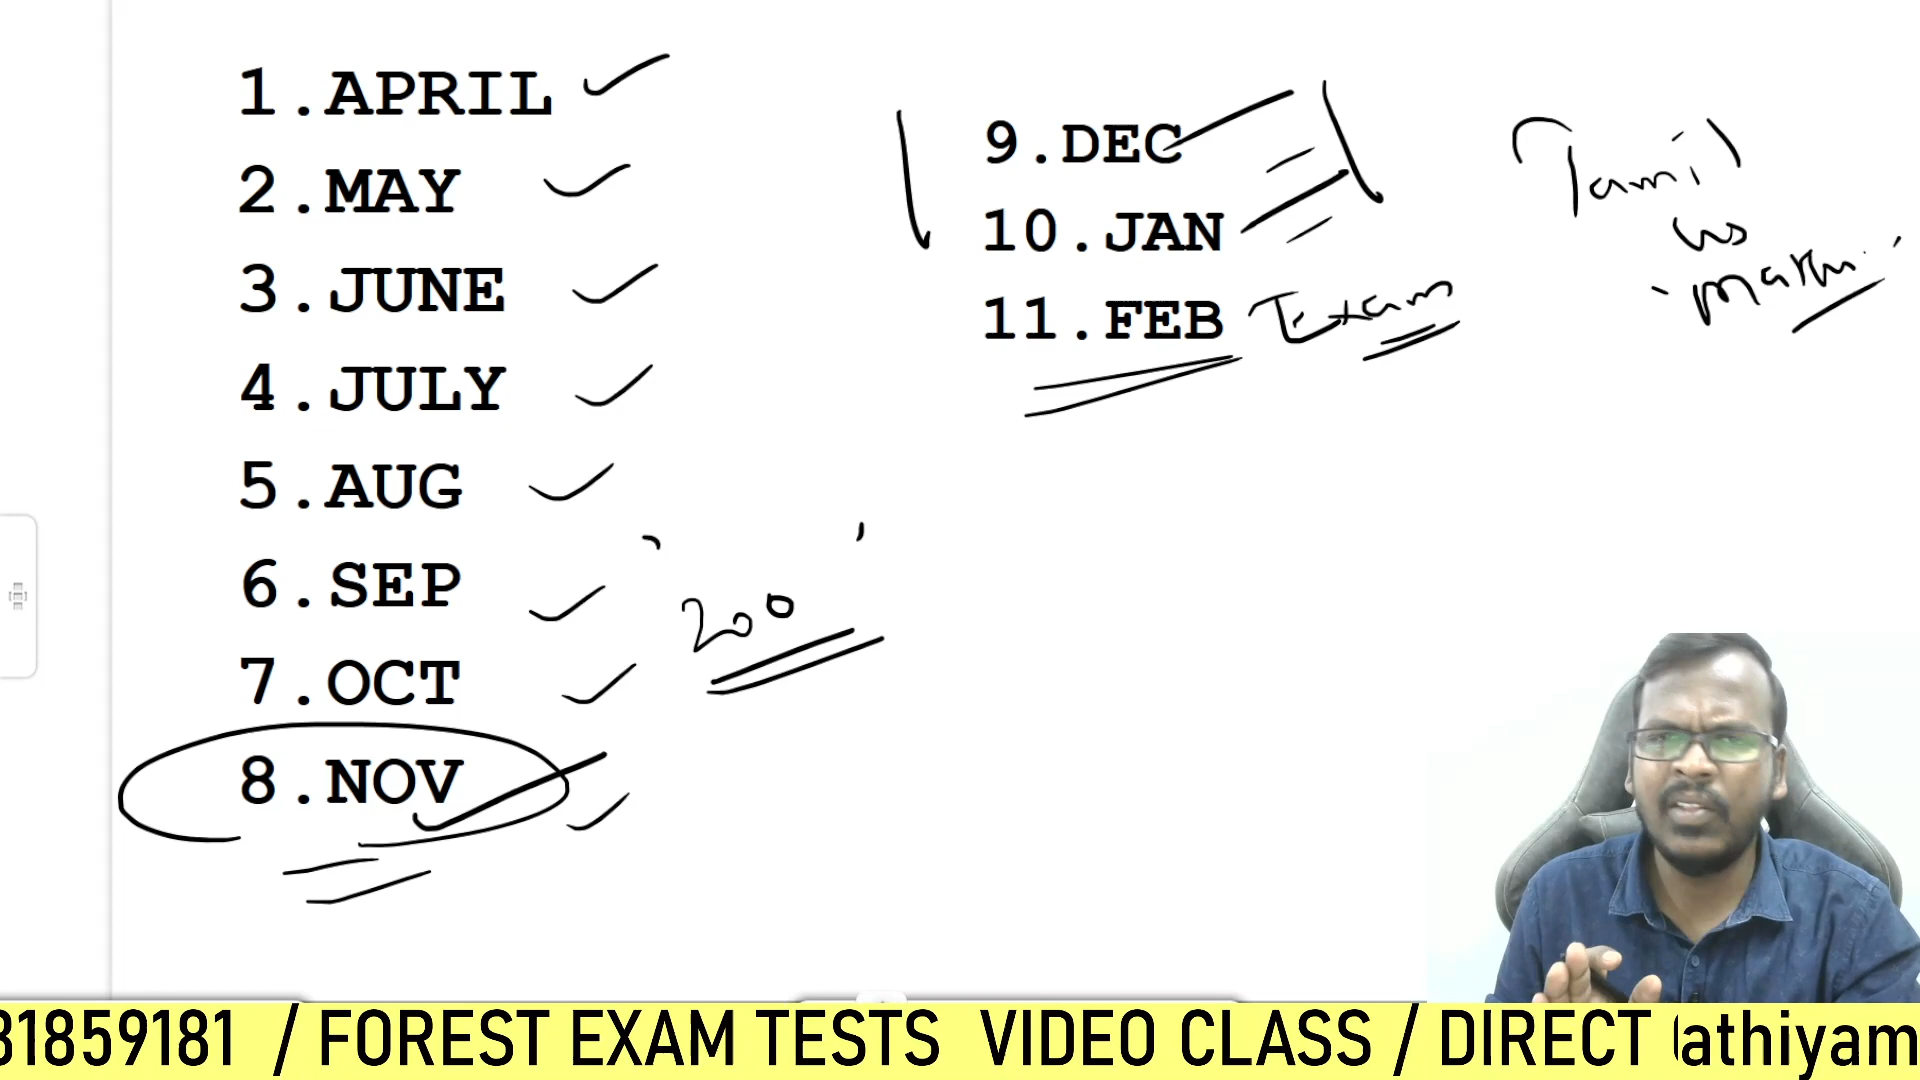 1.APRIL
2.MAY
3.JUNE
4.JULY
5.AUG
6.SEP
7.OCT
8.NOV
200
9.DEC
10.JAN
11.FEB Exam
Tamil
31859181 / FOREST EXAM TESTS VIDEO CLASS / DIRECT (athiyam